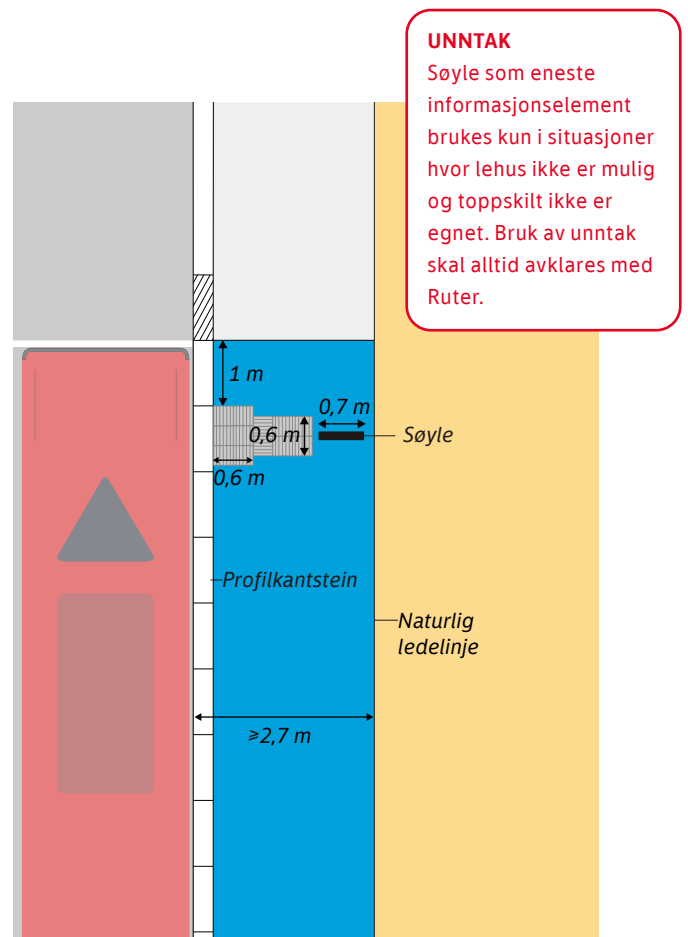 UNNTAK
Søyle som eneste
informasjonselement
brukes kun i situasjoner
hvor lehus ikke er mulig
og toppskilt ikke er
egnet. Bruk av unntak
skal alltid avklares med
Ruter.
1 m
0,7 m
0,6 m
Søyle
0,6 m
Profilkantstein
Naturlig
ledelinje
≥2,7 m